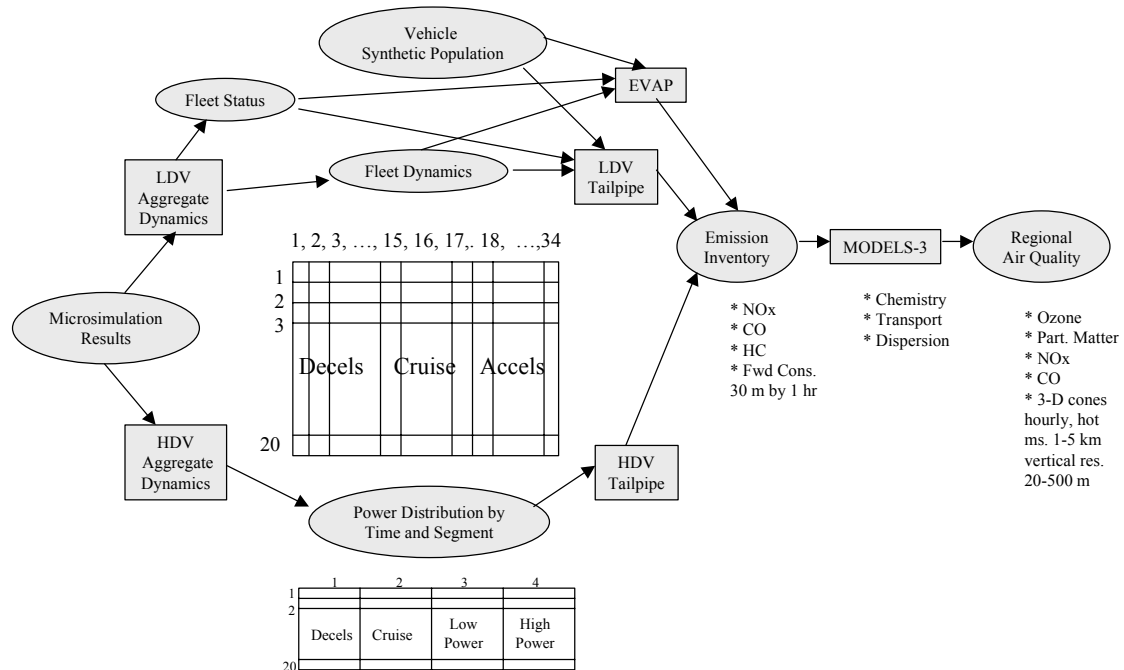 Vehicle
Synthetic Population
EVAP
Fleet Status
LDV
Tailpipe
Fleet Dynamics
LDV
Aggregate
Dynamics
1, 2, 3, …, 15, 16, 17,. 18, …,34
1
2
3
Decels Cruise Accels
20
Microsimulation
Results
Emission
Inventory
* NOx
* CO
* HC
* Fwd Cons.
30 m by 1 hr
MODELS-3
* Chemistry
* Transport
* Dispersion
Regional
Air Quality
* Ozone
* Part. Matter
* NOx
* CO
* 3-D cones
hourly, hot
ms. 1-5 km
vertical res.
20-500 m
HDV
Aggregate
Dynamics
HDV
Tailpipe
Power Distribution by
Time and Segment
1 2 3 4
1
2
Decels Cruise Low
Power High
Power
20